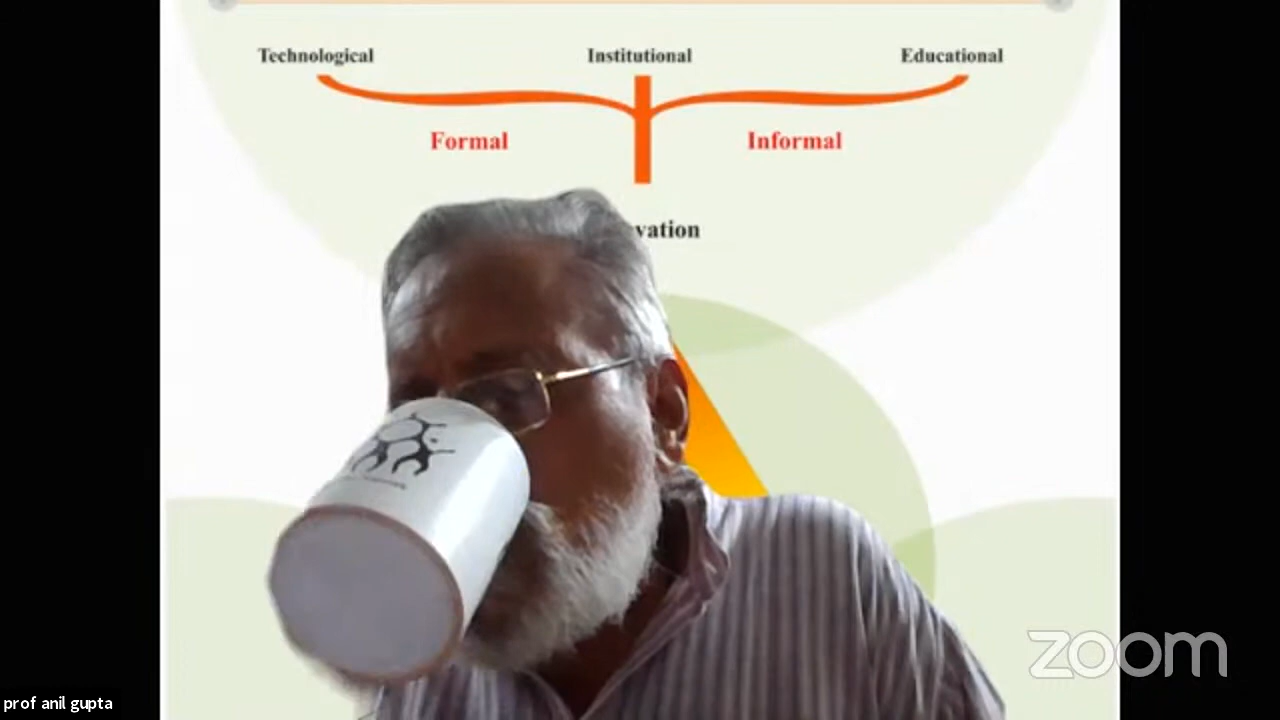 Technological Institutional Educational
Formal Informal
vation
zoom
prof anil gupta